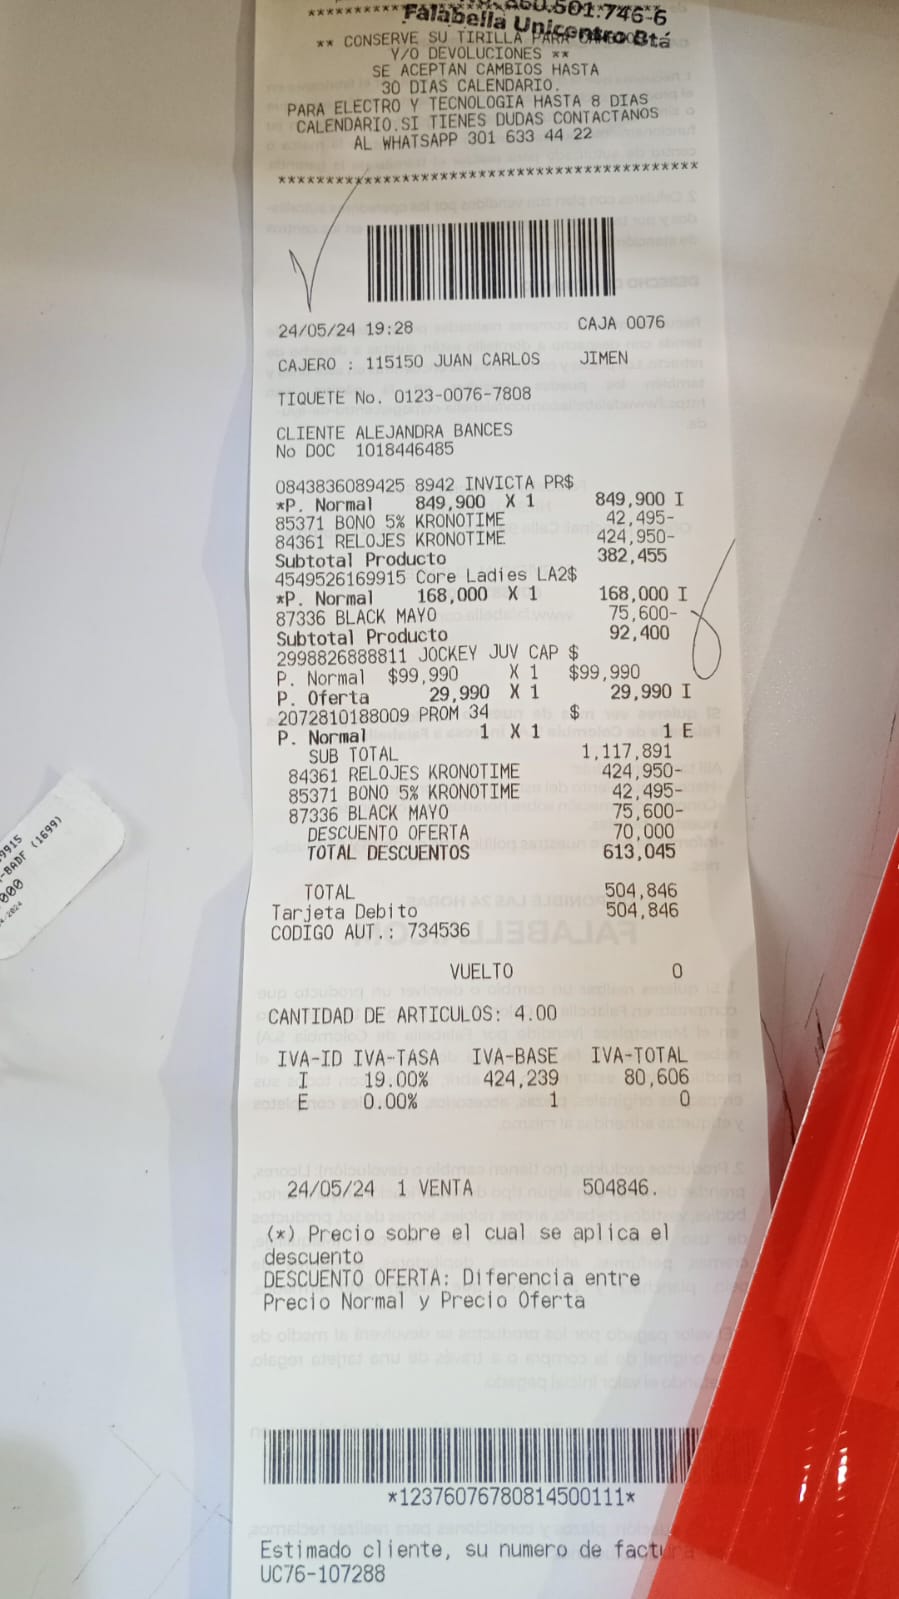 Falabella Unicentro Btá
** CONSERVE SU TIRILLA PARA
Y/O DEVOLUCIONES **
SE ACEPTAN CAMBIOS HASTA
30 DIAS CALENDARIO.
PARA ELECTRO Y TECNOLOGIA HASTA 8 DIAS
CALENDARIO.SI TIENES DUDAS CONTACTANOS
AL WHATSAPP 301 633 44 22
******************************************
24/05/24 19:28 CAJA 0076
CAJERO : 115150 JUAN CARLOS JIMEN
TIQUETE No. 0123-0076-7808
CLIENTE ALEJANDRA BANCES
No DOC 1018446485
0843836089425 8942 INVICTA PR$
*P. Normal 849,900 X 1 849,900 I
85371 BONO 5% KRONOTIME 42,495-
84361 RELOJES KRONOTIME 424,950-
Subtotal Producto 382,455
4549526169915 Core Ladies LA2$
*P. Normal 168,000 X 1 168,000 I
87336 BLACK MAYO 75,600-
Subtotal Producto 92,400
2998826888811 JOCKEY JUV CAP $
P. Normal $99,990 X 1 $99,990
P. Oferta 29,990 X 1 29,990 I
2072810188009 PROM 34 $
P. Normal 1 X 1 1 E
SUB TOTAL 1,117,891
84361 RELOJES KRONOTIME 424,950-
85371 BONO 5% KRONOTIME 42,495-
87336 BLACK MAYO 75,600-
DESCUENTO OFERTA 70,000
TOTAL DESCUENTOS 613,045
TOTAL 504,846
Tarjeta Debito 504,846
CODIGO AUT.: 734536
VUELTO 0
CANTIDAD DE ARTICULOS: 4.00
IVA-ID IVA-TASA IVA-BASE IVA-TOTAL
I 19.00% 424,239 80,606
E 0.00% 1 0
24/05/24 1 VENTA 504846.
(*) Precio sobre el cual se aplica el
descuento
DESCUENTO OFERTA: Diferencia entre
Precio Normal y Precio Oferta
*12376076780814500111*
Estimado cliente, su numero de factura
UC76-107288
9915
-BADF (1699)
000